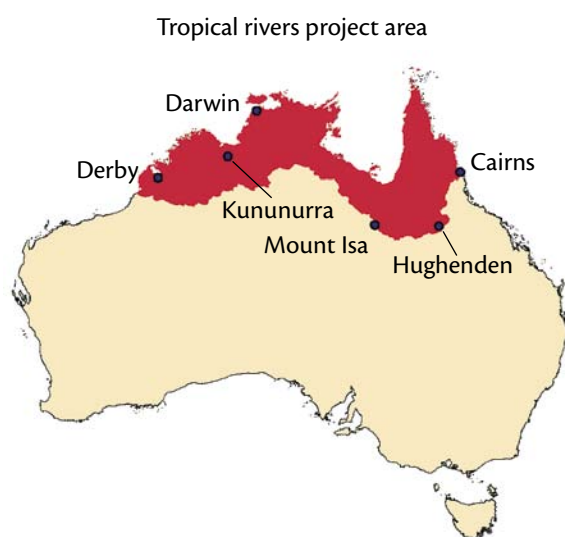 Tropical rivers project area
Darwin
Derby
Cairns
Kununurra
Mount Isa
Hughenden